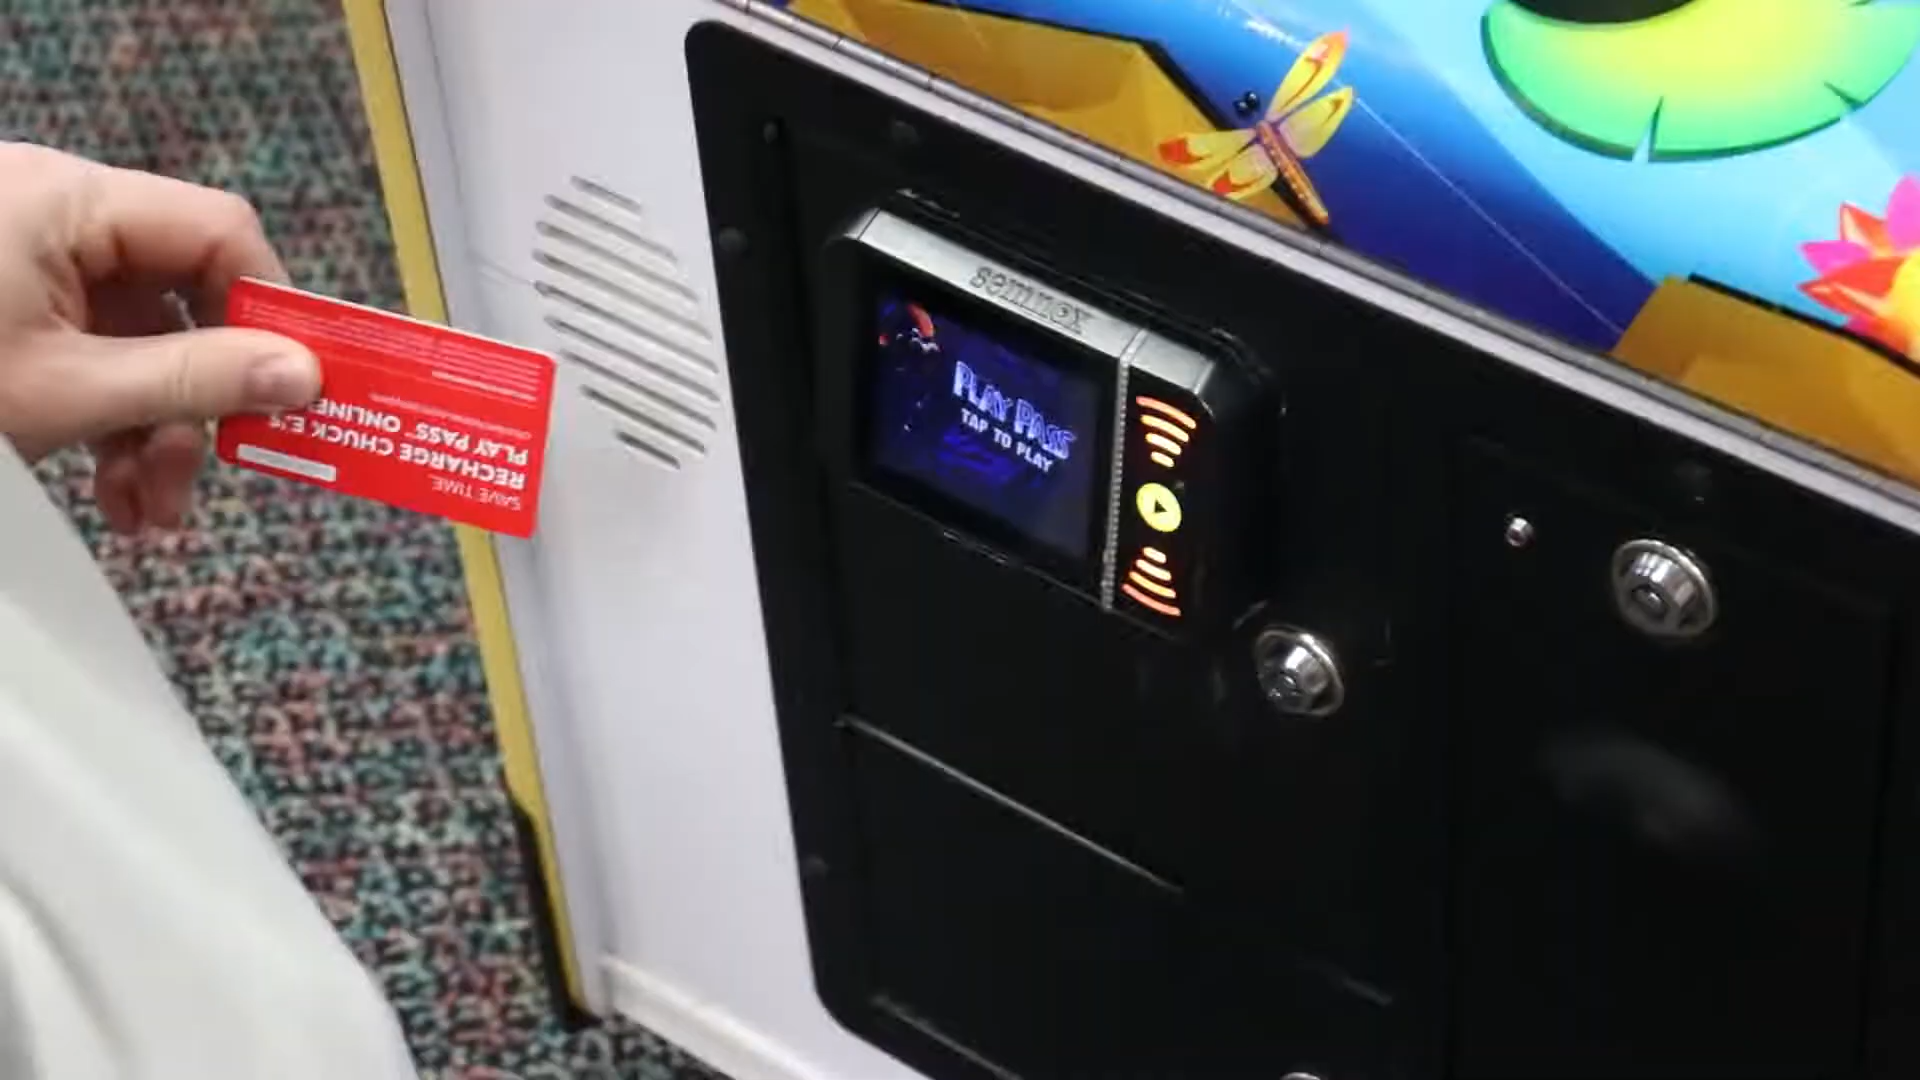 semnox
PLAY PASS
TAP TO PLAY
SAVE TIME.
RECHARGE CHUCK E.'S
PLAY PASS™ ONLINE!